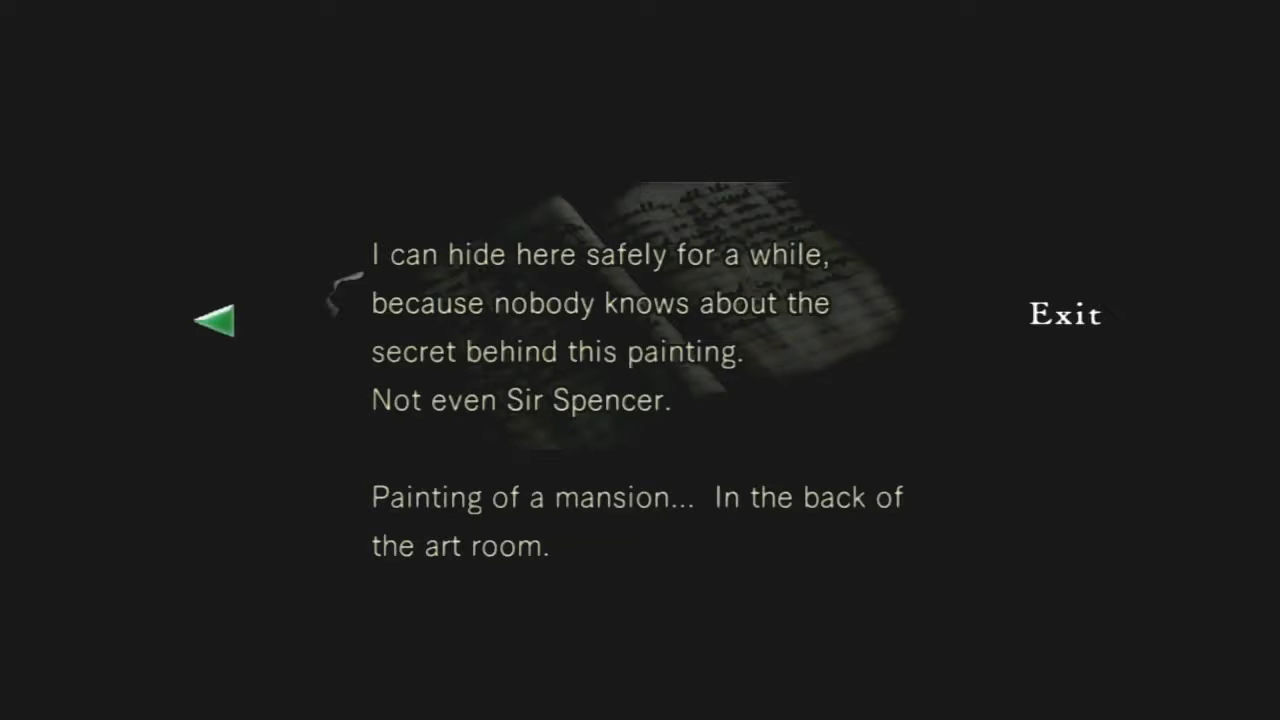 I can hide here safely for a while,
because nobody knows about the
secret behind this painting.
Not even Sir Spencer.
Painting of a mansion... In the back of
the art room.
Exit